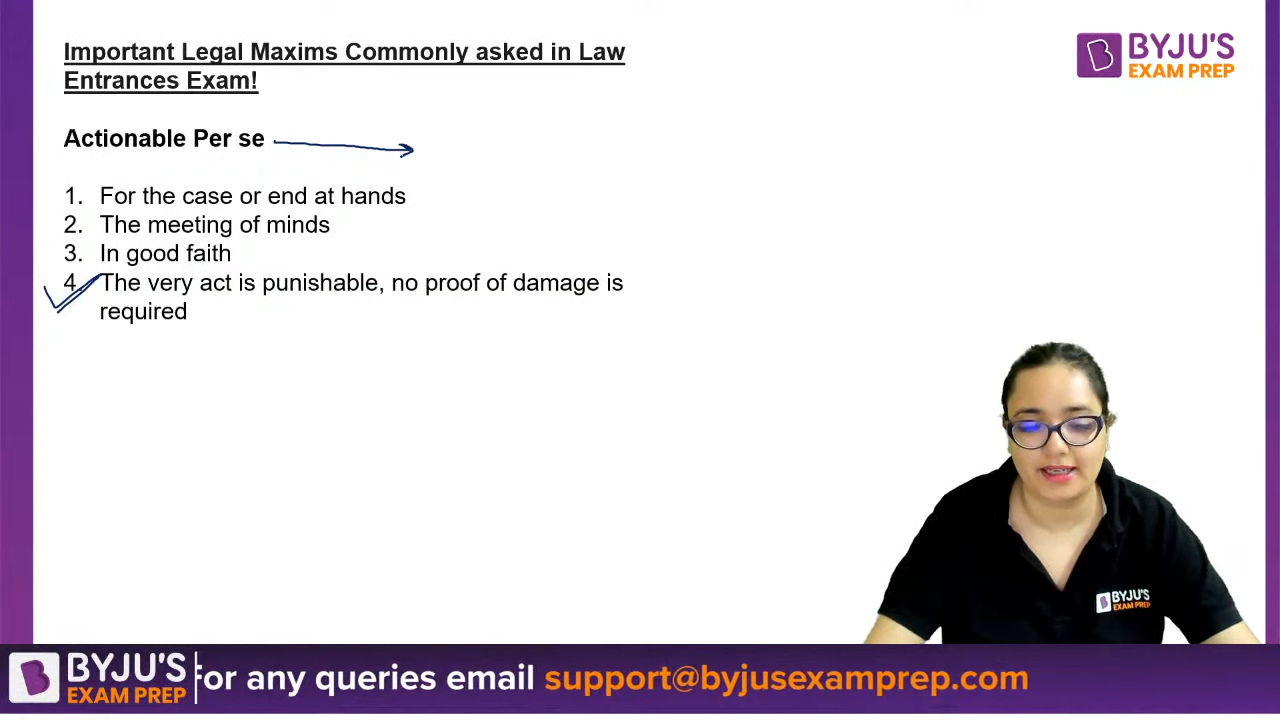 Important Legal Maxims Commonly asked in Law
Entrances Exam!
BYJU'S
EXAM PREP
Actionable Per se
1. For the case or end at hands
2. The meeting of minds
3. In good faith
4. The very act is punishable, no proof of damage is
required
BYJU'S
EXAM PREP
BYJU'S
EXAM PREP
For any queries email support@byjusexamprep.com